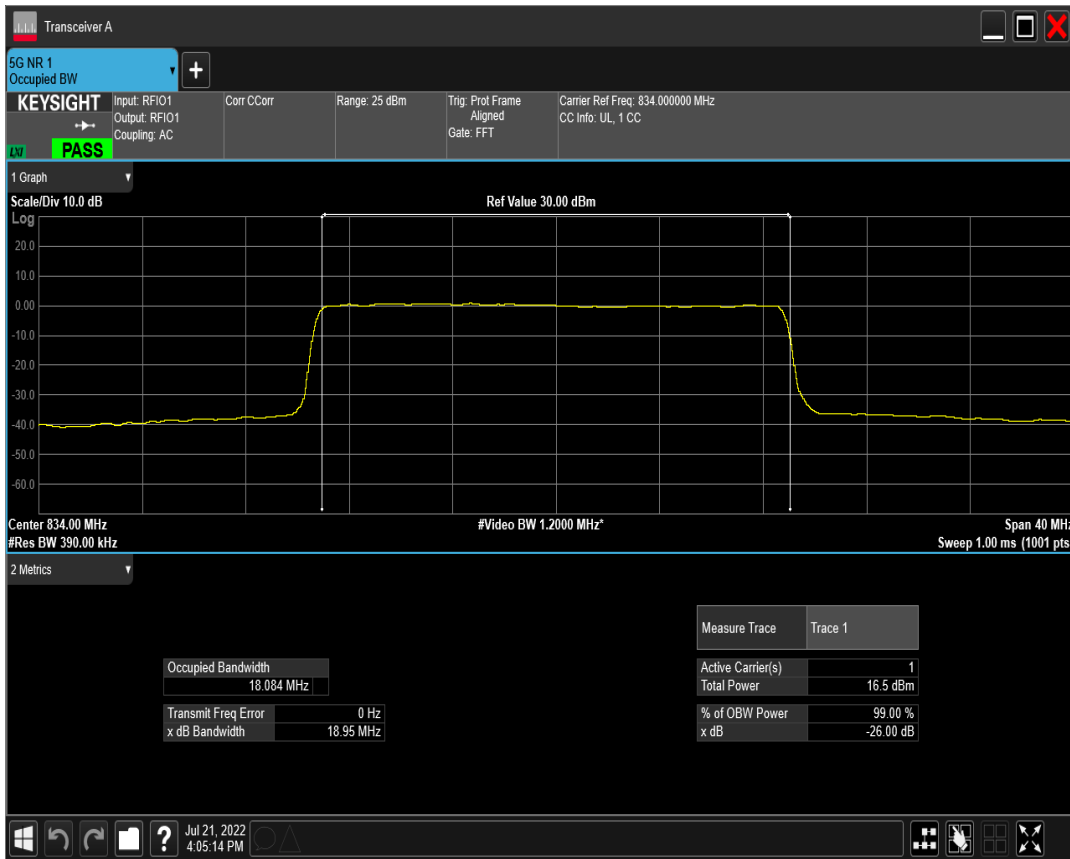 Transceiver A
5G NR 1
Occupied BW
+
KEYSIGHT
LXI
PASS
Input: RFIO1
Output: RFIO1
Coupling: AC
Corr CCorr
Range: 25 dBm
Trig: Prot Frame
Aligned
Gate: FFT
Carrier Ref Freq: 834.000000 MHz
CC Info: UL, 1 CC
1 Graph
Scale/Div 10.0 dB
Ref Value 30.00 dBm
Log
20.0
10.0
0.00
-10.0
-20.0
-30.0
-40.0
-50.0
-60.0
Center 834.00 MHz
#Video BW 1.2000 MHz*
Span 40 MHz
#Res BW 390.00 kHz
Sweep 1.00 ms (1001 pts
2 Metrics
Measure Trace Trace 1
Occupied Bandwidth
18.084 MHz
Active Carrier(s) 1
Total Power 16.5 dBm
Transmit Freq Error 0 Hz
x dB Bandwidth 18.95 MHz
% of OBW Power 99.00 %
x dB -26.00 dB
?
Jul 21, 2022
4:05:14 PM